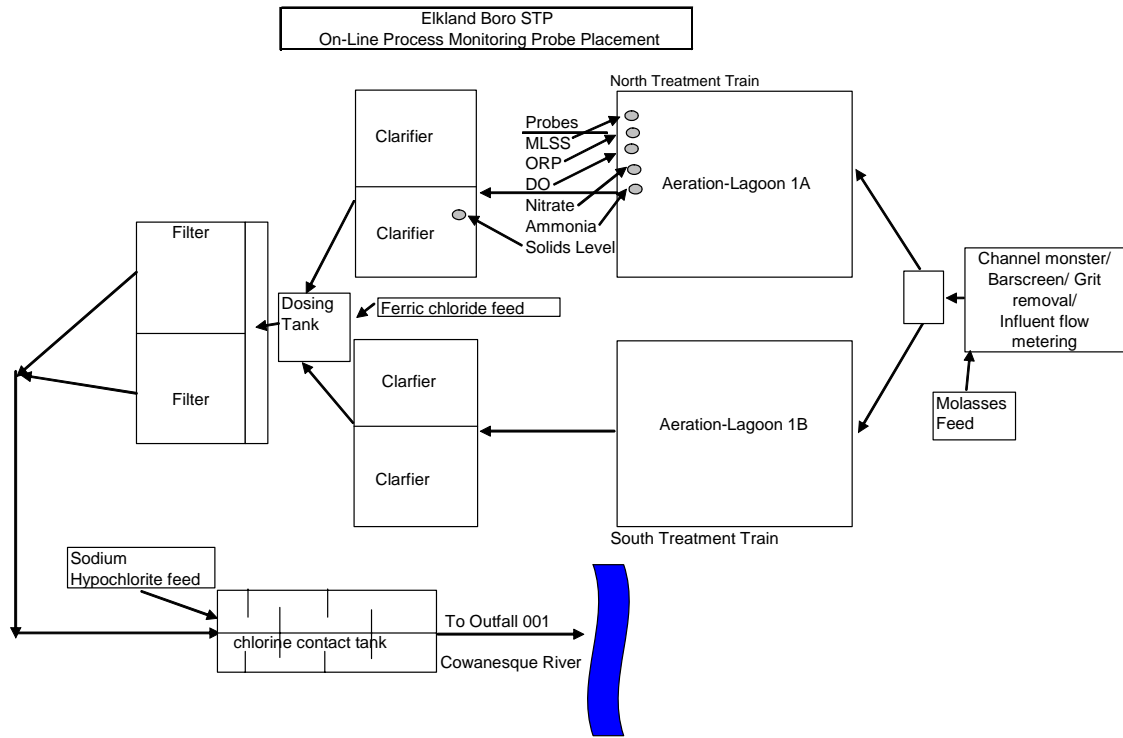 Elkland Boro STP
On-Line Process Monitoring Probe Placement
North Treatment Train
Clarifier
Clarifier
Probes
MLSS
ORP
DO
Nitrate
Ammonia
Solids Level
Aeration-Lagoon 1A
Filter
Filter
Dosing
Tank
Ferric chloride feed
Channel monster/
Barscreen/ Grit
removal/
Influent flow
metering
Molasses
Feed
Clarfier
Clarifier
Aeration-Lagoon 1B
South Treatment Train
Sodium
Hypochlorite feed
chlorine contact tank
To Outfall 001
Cowanesque River